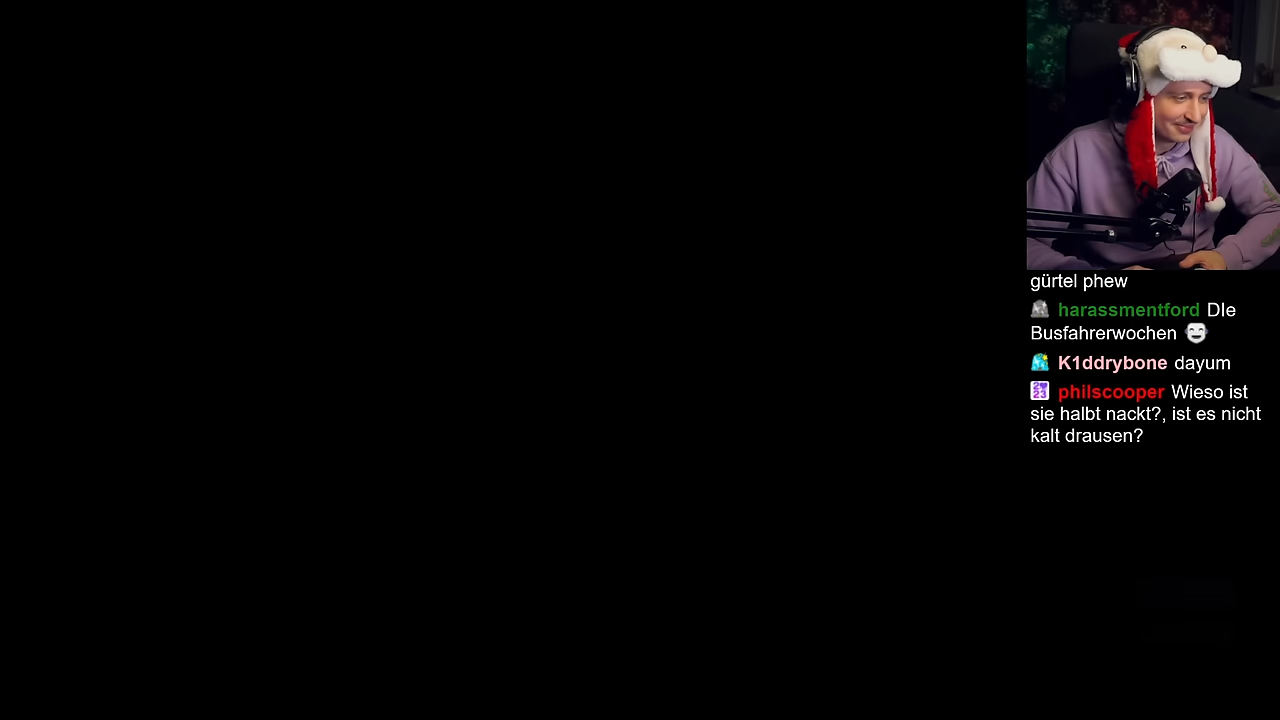 gürtel phew
harassmentford DIe
Busfahrerwochen
K1ddrybone dayum
philscooper Wieso ist
sie halbt nackt?, ist es nicht
kalt drausen?